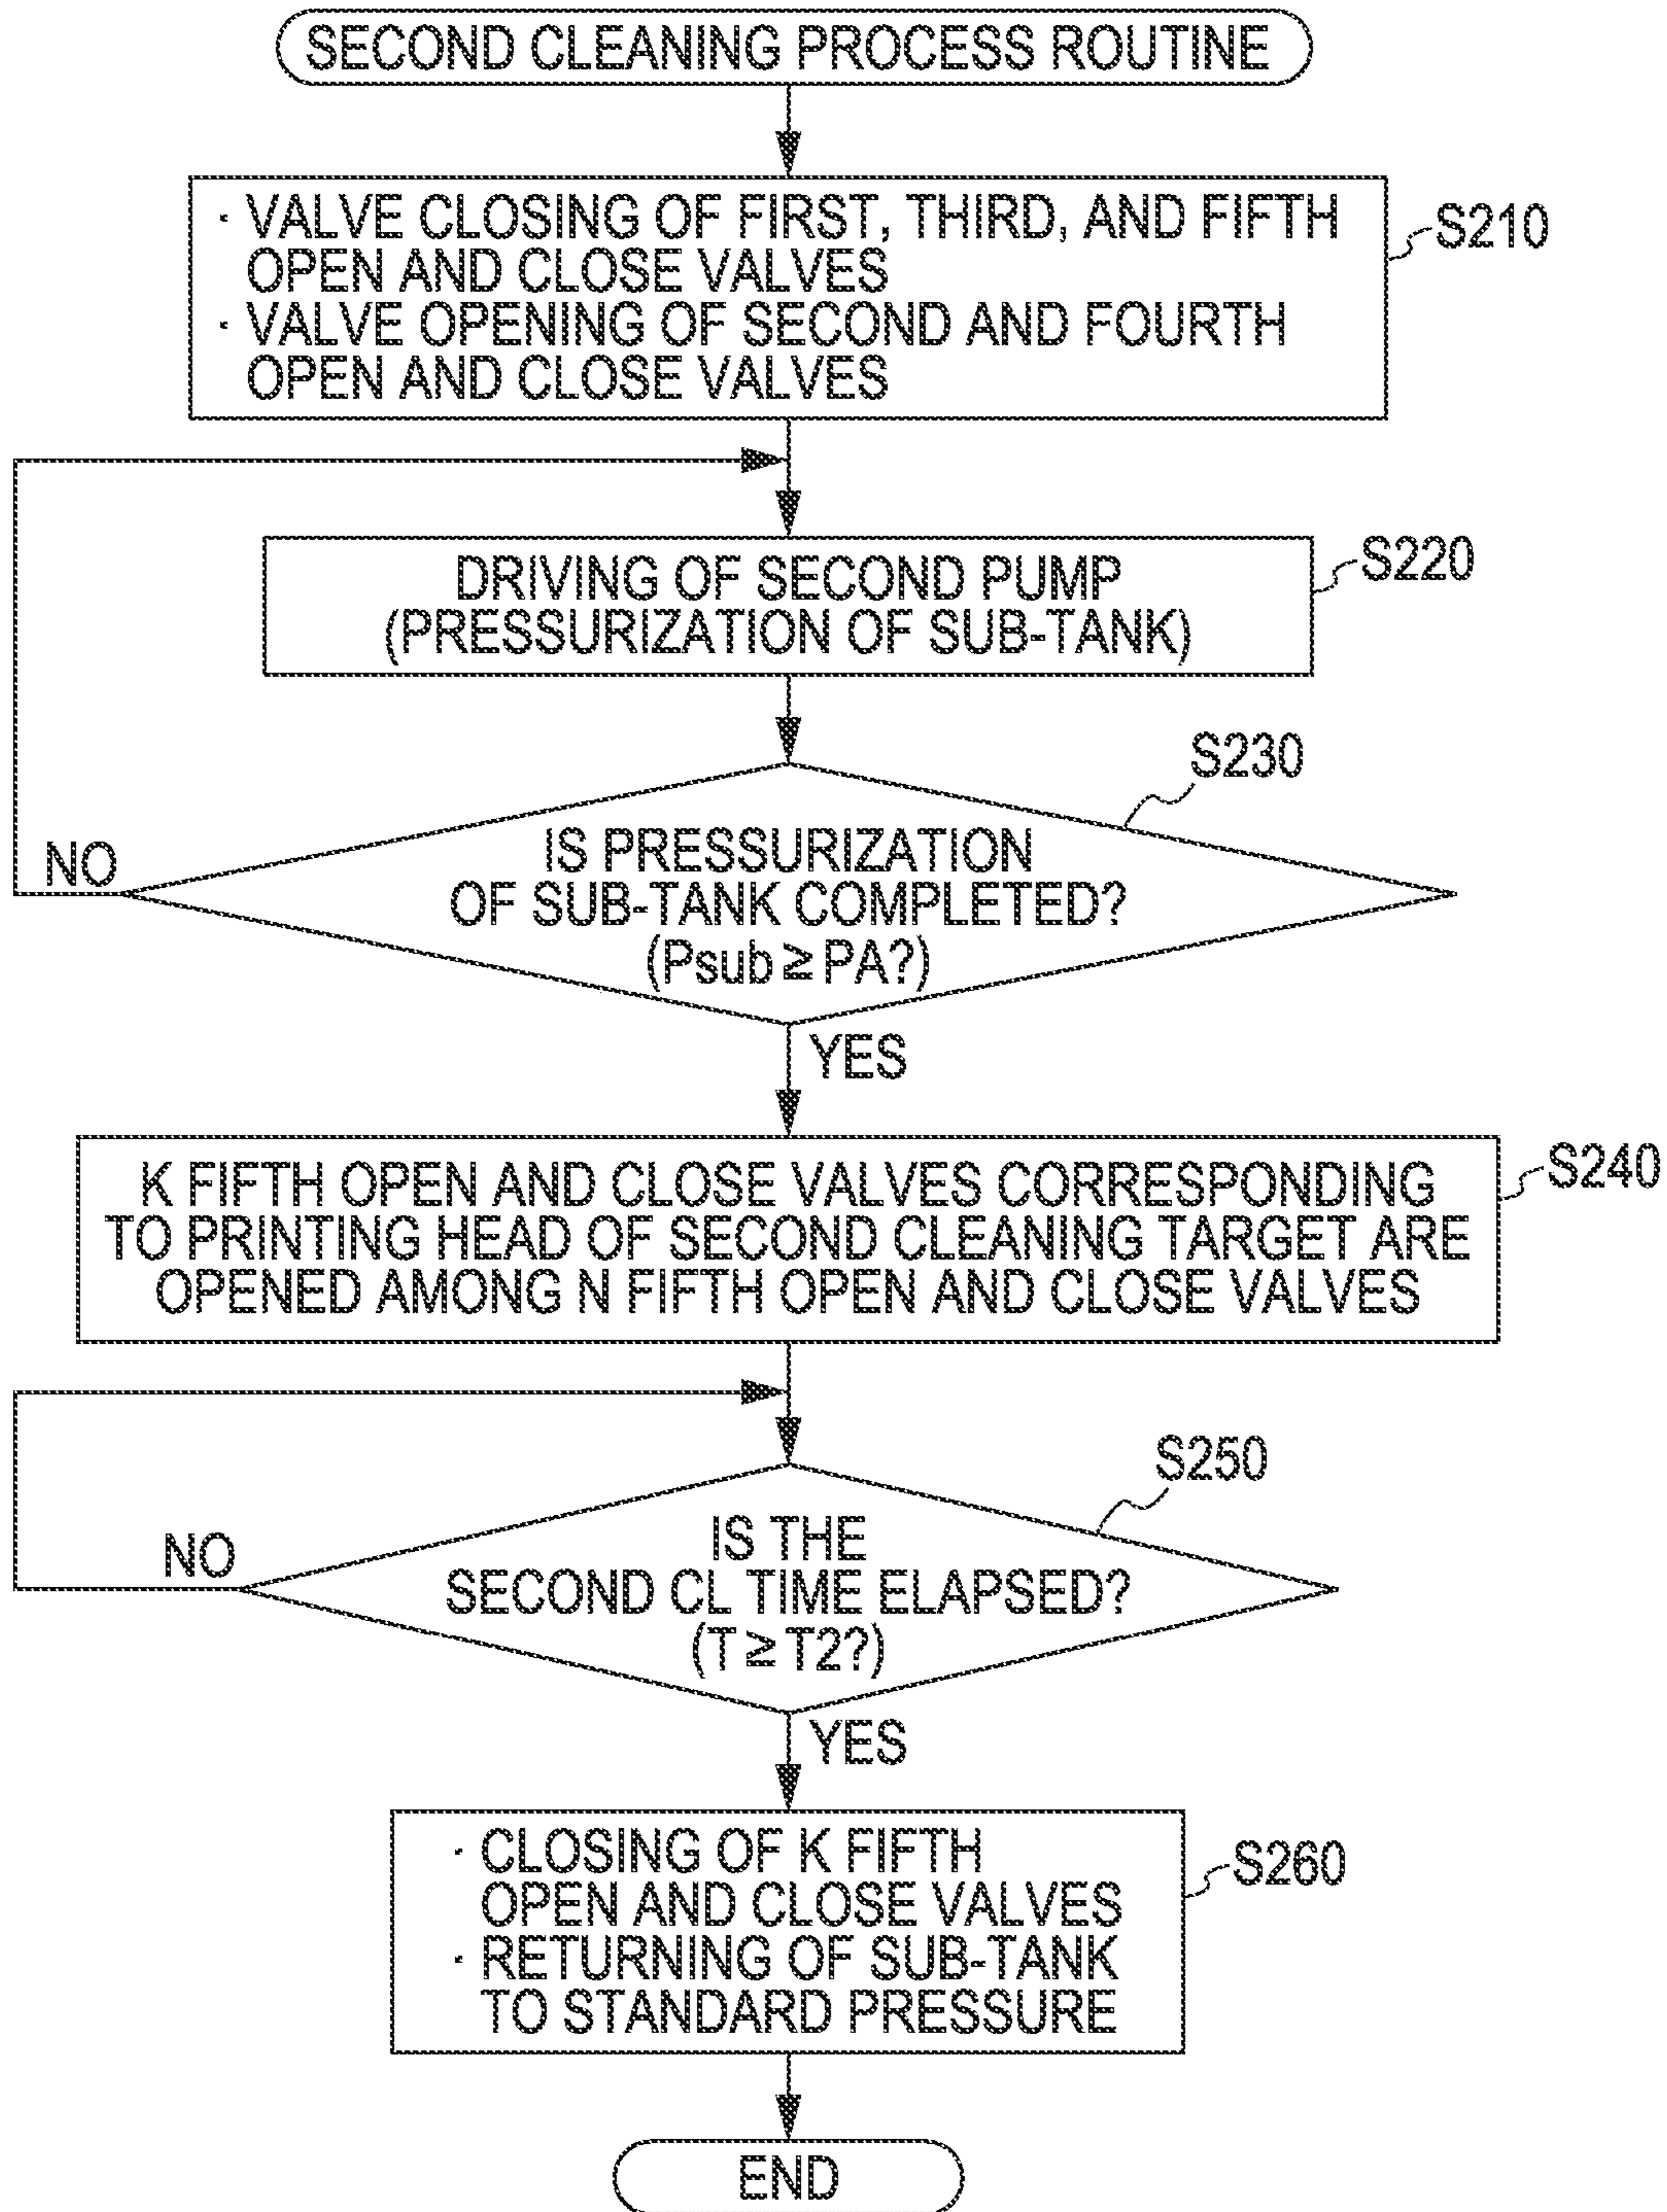 SECOND CLEANING PROCESS ROUTINE
· VALVE CLOSING OF FIRST, THIRD, AND FIFTH
OPEN AND CLOSE VALVES
· VALVE OPENING OF SECOND AND FOURTH
OPEN AND CLOSE VALVES
S210
DRIVING OF SECOND PUMP
(PRESSURIZATION OF SUB-TANK)
S220
S230
IS PRESSURIZATION
OF SUB-TANK COMPLETED?
(Psub ≥ PA?)
NO
YES
K FIFTH OPEN AND CLOSE VALVES CORRESPONDING
TO PRINTING HEAD OF SECOND CLEANING TARGET ARE
OPENED AMONG N FIFTH OPEN AND CLOSE VALVES
S240
S250
IS THE
SECOND CL TIME ELAPSED?
(T ≥ T2?)
NO
YES
· CLOSING OF K FIFTH
OPEN AND CLOSE VALVES
· RETURNING OF SUB-TANK
TO STANDARD PRESSURE
S260
END